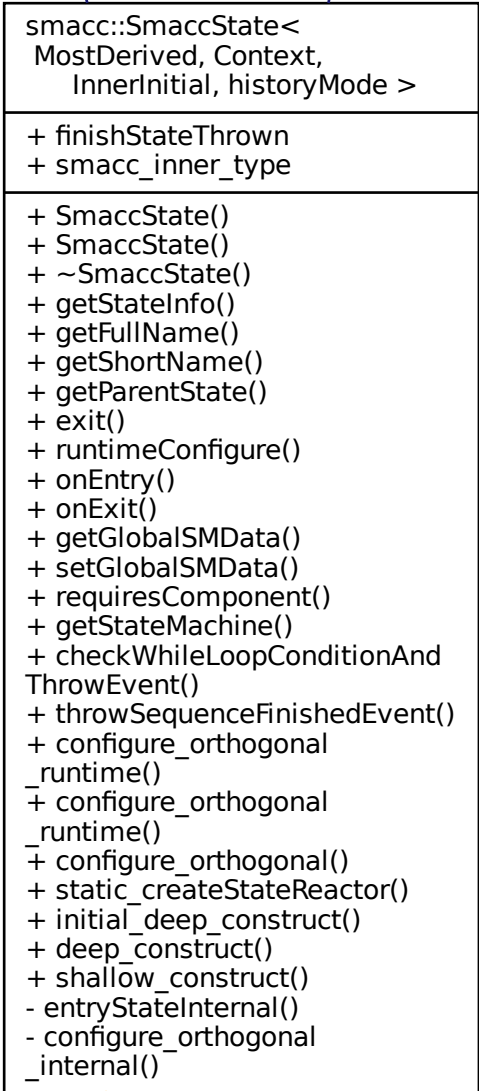 smacc::SmaccState<
MostDerived, Context,
InnerInitial, historyMode >
+ finishStateThrown
+ smacc_inner_type
+ SmaccState()
+ SmaccState()
+ ~SmaccState()
+ getStateInfo()
+ getFullName()
+ getShortName()
+ getParentState()
+ exit()
+ runtimeConfigure()
+ onEntry()
+ onExit()
+ getGlobalSMData()
+ setGlobalSMData()
+ requiresComponent()
+ getStateMachine()
+ checkWhileLoopConditionAnd
ThrowEvent()
+ throwSequenceFinishedEvent()
+ configure_orthogonal
_runtime()
+ configure_orthogonal
_runtime()
+ configure_orthogonal()
+ static_createStateReactor()
+ initial_deep_construct()
+ deep_construct()
+ shallow_construct()
- entryStateInternal()
- configure_orthogonal
_internal()